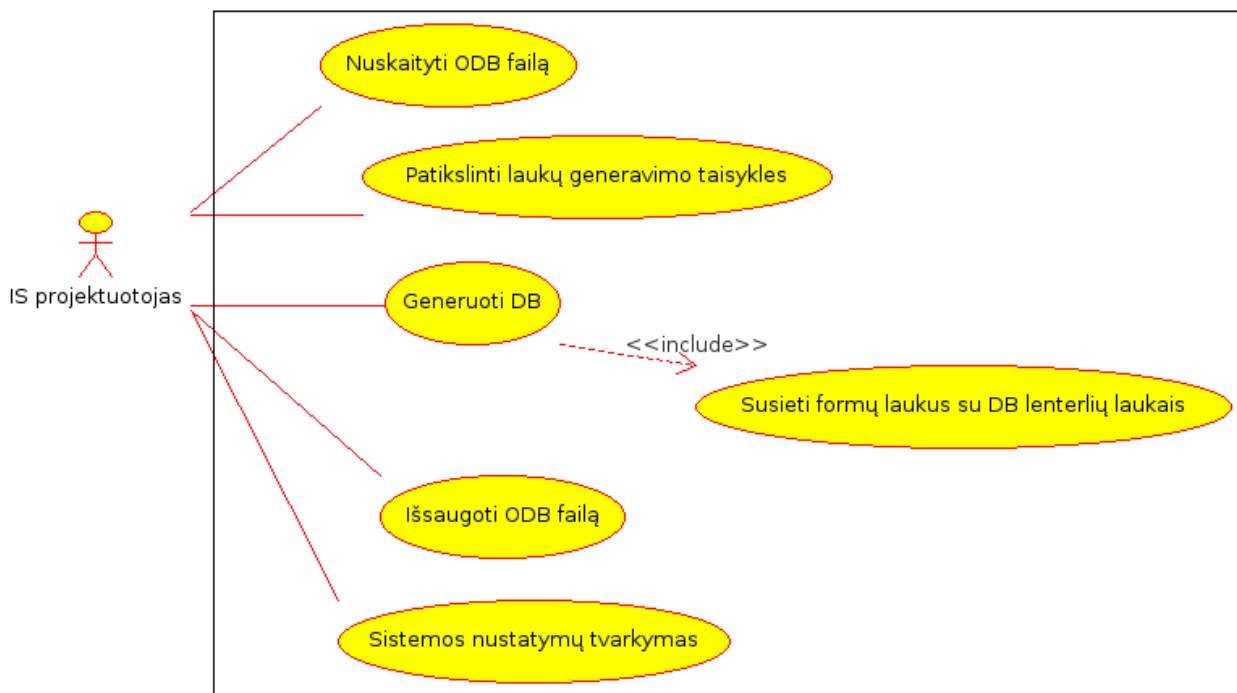 Nuskaityti ODB failą
Patikslinti laukų generavimo taisykles
IS projektuotojas
Generuoti DB
<<include>>
Susieti formų laukus su DB lenterlių laukais
Išsaugoti ODB failą
Sistemos nustatymų tvarkymas